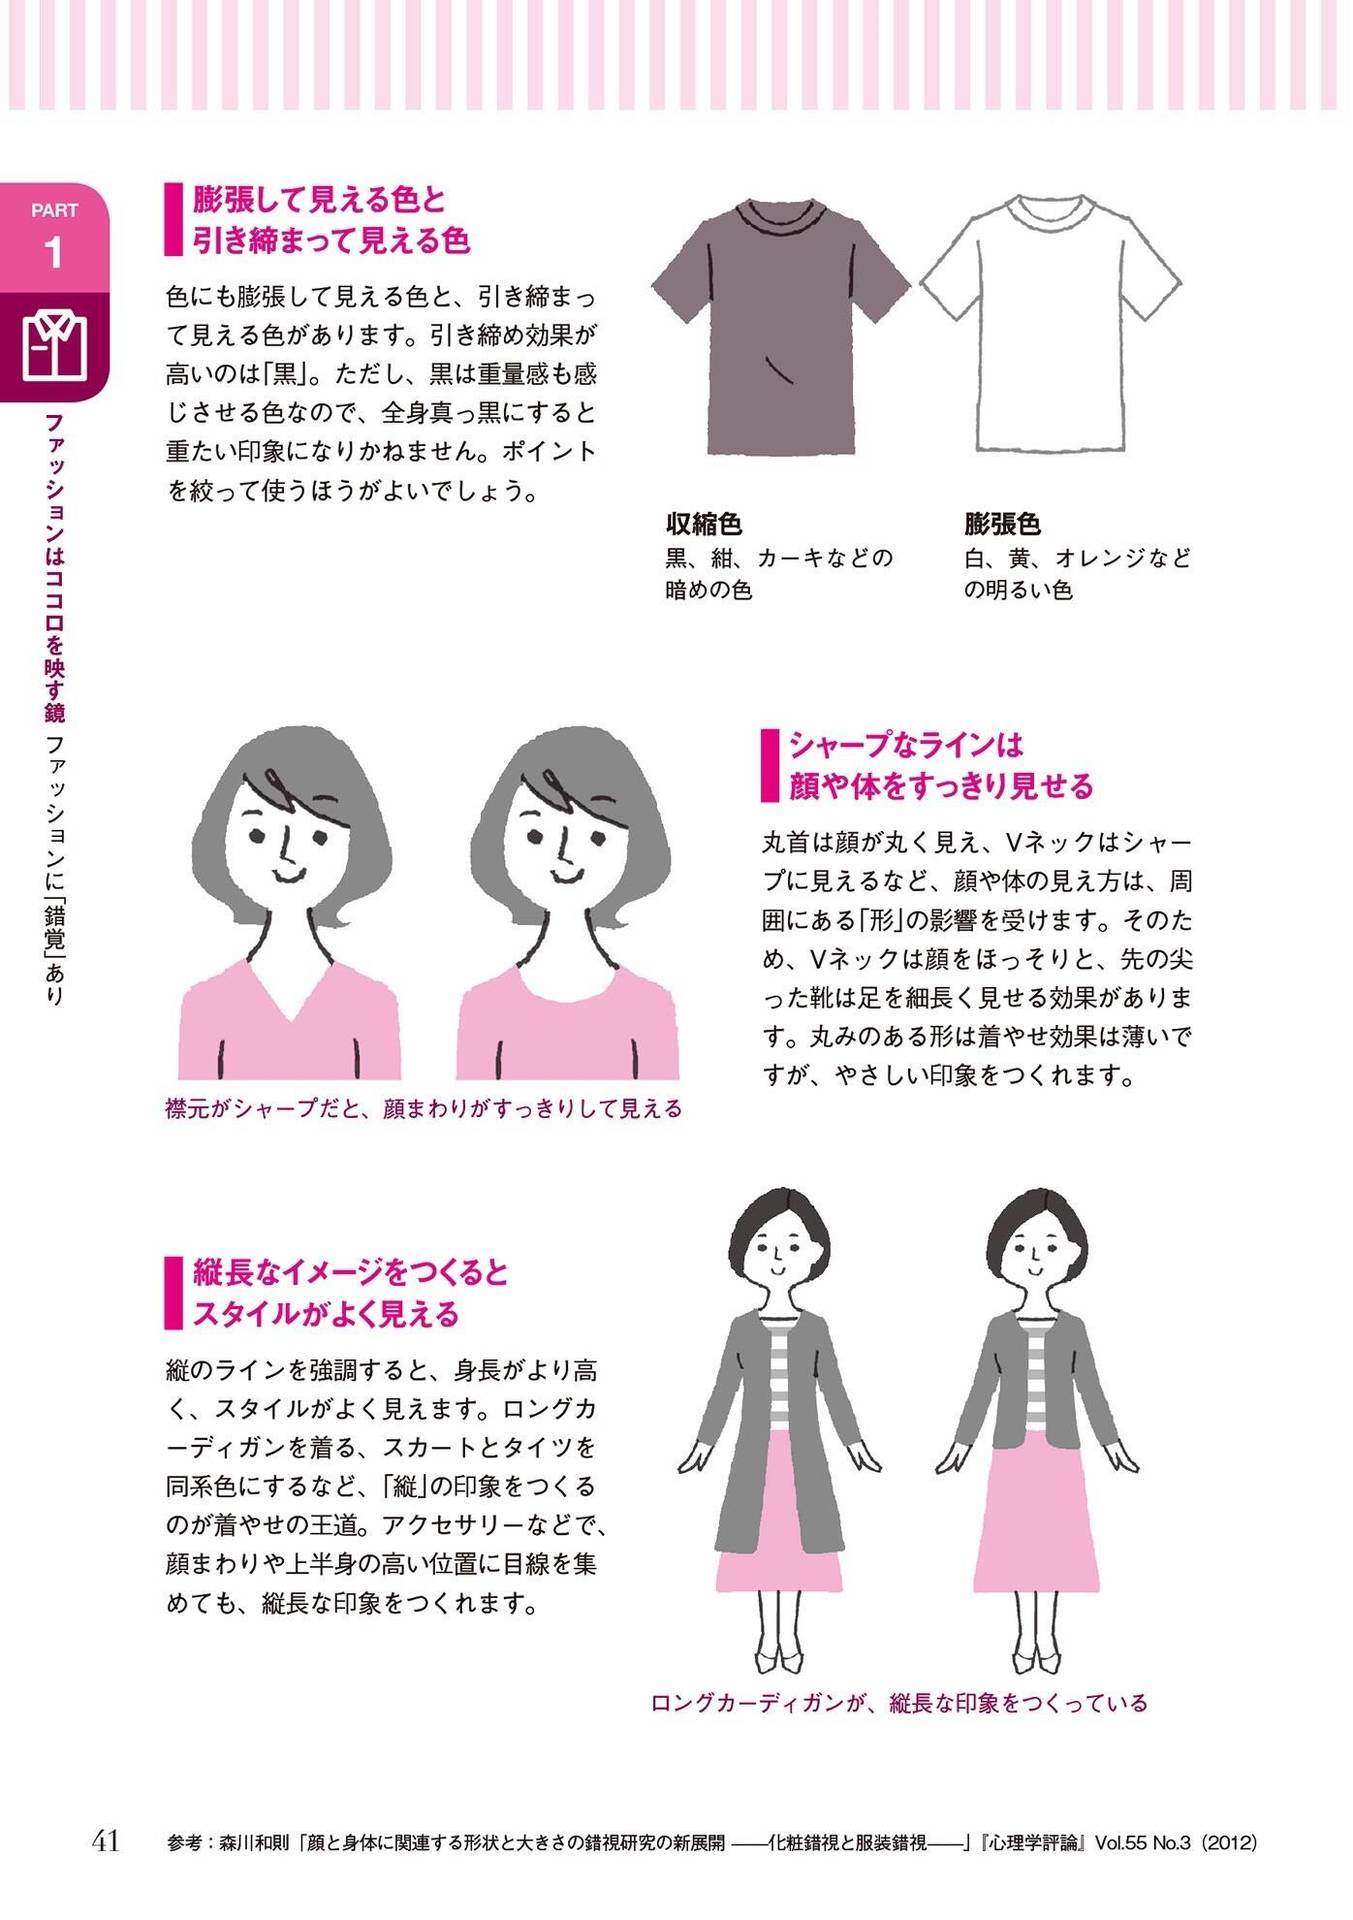 PART
1
ファッションはココロを映す鏡 ファッションに「錯覚」あり
膨張して見える色と
引き締まって見える色
色にも膨張して見える色と、引き締まっ
て見える色があります。引き締め効果が
高いのは「黒」。ただし、黒は重量感も感
じさせる色なので、全身真っ黒にすると
重たい印象になりかねません。ポイント
を絞って使うほうがよいでしょう。
収縮色
黒、紺、カーキなどの
暗めの色
膨張色
白、黄、オレンジなど
の明るい色
シャープなラインは
顔や体をすっきり見せる
丸首は顔が丸く見え、Vネックはシャー
プに見えるなど、顔や体の見え方は、周
囲にある「形」の影響を受けます。そのた
め、Vネックは顔をほっそりと、先の尖
った靴は足を細長く見せる効果がありま
す。丸みのある形は着やせ効果は薄いで
すが、やさしい印象をつくれます。
襟元がシャープだと、顔まわりがすっきりして見える
縦長なイメージをつくると
スタイルがよく見える
縦のラインを強調すると、身長がより高
く、スタイルがよく見えます。ロングカ
ーディガンを着る、スカートとタイツを
同系色にするなど、「縦」の印象をつくる
のが着やせの王道。アクセサリーなどで、
顔まわりや上半身の高い位置に目線を集
めても、縦長な印象をつくれます。
ロングカーディガンが、縦長な印象をつくっている
41
参考：森川和則「顔と身体に関連する形状と大きさの錯視研究の新展開 ——化粧錯視と服装錯視——」『心理学評論』Vol.55 No.3（2012）